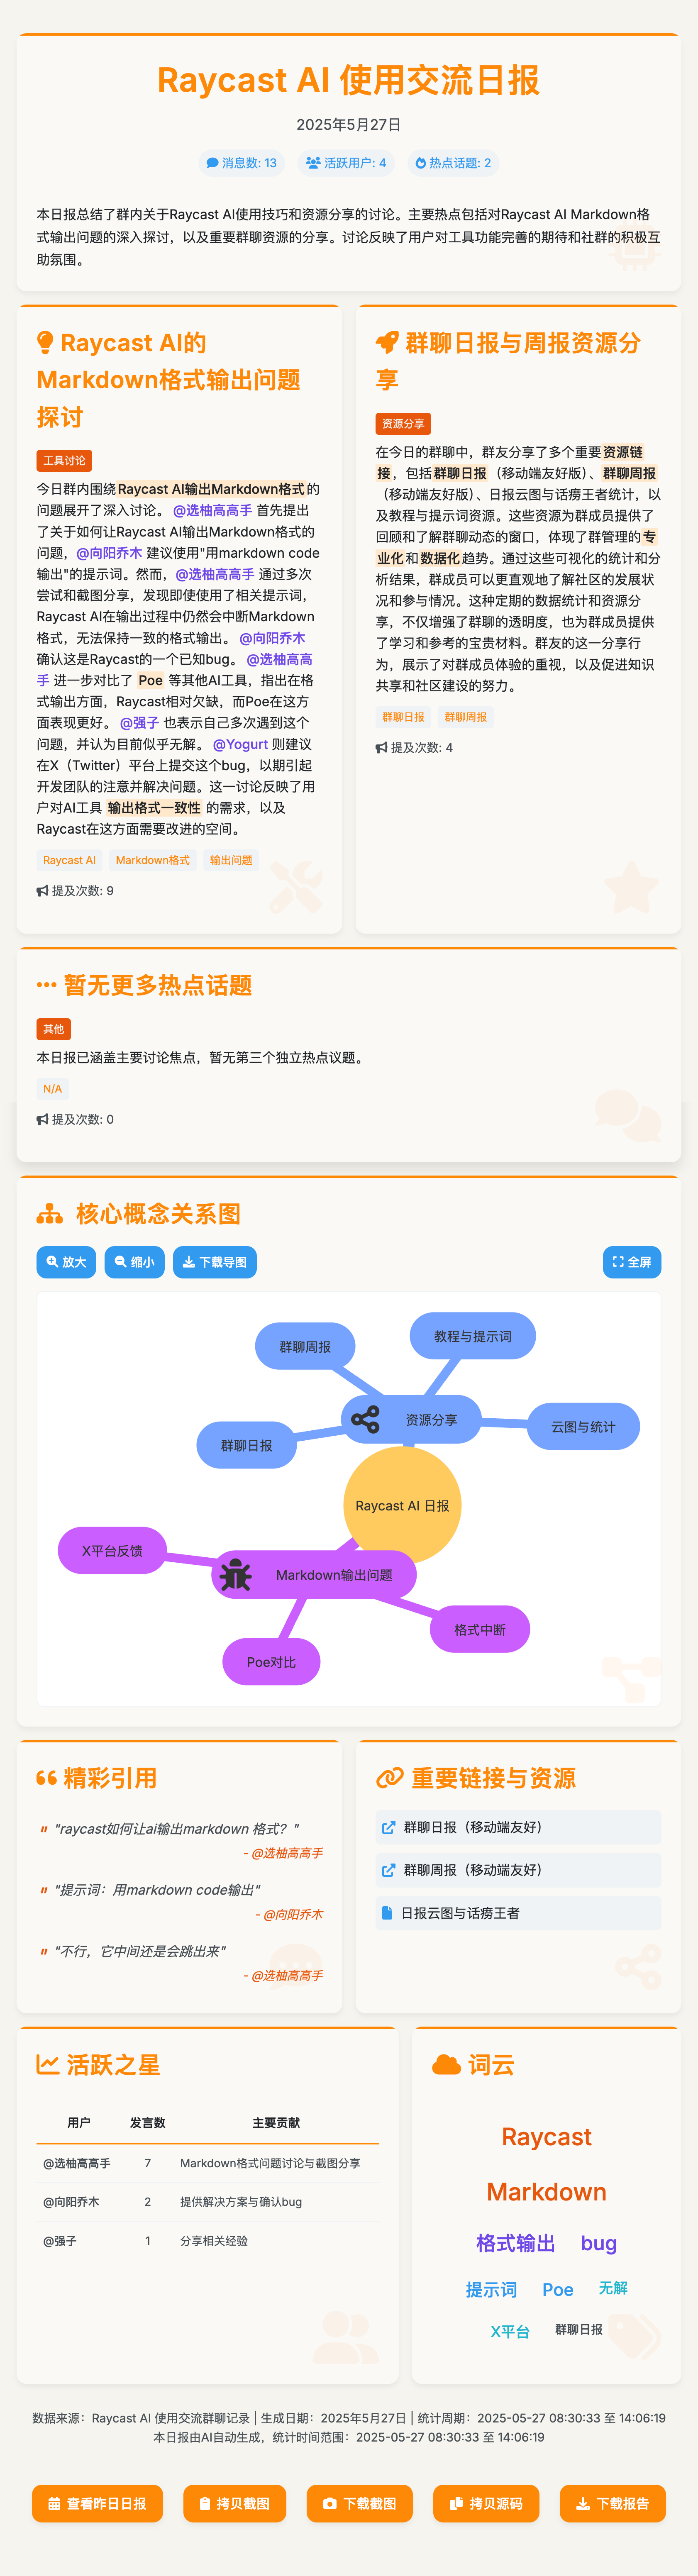 Raycast AI 使用交流日报
2025年5月27日
消息数: 13
活跃用户: 4
热点话题: 2
本日报总结了群内关于Raycast AI使用技巧和资源分享的讨论。主要热点包括对Raycast AI Markdown格
式输出问题的深入探讨，以及重要群聊资源的分享。讨论反映了用户对工具功能完善的期待和社群的积极互
助氛围。
Raycast AI的
Markdown格式输出问题
探讨
工具讨论
今日群内围绕Raycast AI输出Markdown格式的
问题展开了深入讨论。 @选柚高高手 首先提出
了关于如何让Raycast AI输出Markdown格式的
问题，@向阳乔木 建议使用"用markdown code
输出"的提示词。然而，@选柚高高手 通过多次
尝试和截图分享，发现即使使用了相关提示词，
Raycast AI在输出过程中仍然会中断Markdown
格式，无法保持一致的格式输出。 @向阳乔木
确认这是Raycast的一个已知bug。 @选柚高高
手 进一步对比了 Poe 等其他AI工具，指出在格
式输出方面，Raycast相对欠缺，而Poe在这方
面表现更好。 @强子 也表示自己多次遇到这个
问题，并认为目前似乎无解。 @Yogurt 则建议
在X（Twitter）平台上提交这个bug，以期引起
开发团队的注意并解决问题。这一讨论反映了用
户对AI工具 输出格式一致性 的需求，以及
Raycast在这方面需要改进的空间。
Raycast AI
Markdown格式
输出问题
提及次数: 9
群聊日报与周报资源分
享
资源分享
在今日的群聊中，群友分享了多个重要资源链
接，包括群聊日报（移动端友好版）、群聊周报
（移动端友好版）、日报云图与话痨王者统计，以
及教程与提示词资源。这些资源为群成员提供了
回顾和了解群聊动态的窗口，体现了群管理的专
业化和数据化趋势。通过这些可视化的统计和分
析结果，群成员可以更直观地了解社区的发展状
况和参与情况。这种定期的数据统计和资源分
享，不仅增强了群聊的透明度，也为群成员提供
了学习和参考的宝贵材料。群友的这一分享行
为，展示了对群成员体验的重视，以及促进知识
共享和社区建设的努力。
群聊日报
群聊周报
提及次数: 4
暂无更多热点话题
其他
本日报已涵盖主要讨论焦点，暂无第三个独立热点议题。
N/A
提及次数: 0
核心概念关系图
放大
缩小
下载导图
全屏
群聊周报
教程与提示词
资源分享
云图与统计
群聊日报
Raycast AI 日报
X平台反馈
Markdown输出问题
格式中断
Poe对比
精彩引用
"raycast如何让ai输出markdown 格式？"
- @选柚高高手
"提示词：用markdown code输出"
- @向阳乔木
"不行，它中间还是会跳出来"
- @选柚高高手
重要链接与资源
群聊日报（移动端友好）
群聊周报（移动端友好）
日报云图与话痨王者
活跃之星
用户 发言数 主要贡献
@选柚高高手 7 Markdown格式问题讨论与截图分享
@向阳乔木 2 提供解决方案与确认bug
@强子 1 分享相关经验
词云
Raycast
Markdown
格式输出 bug
提示词 Poe 无解
X平台 群聊日报
数据来源：Raycast AI 使用交流群聊记录 | 生成日期：2025年5月27日 | 统计周期：2025-05-27 08:30:33 至 14:06:19
本日报由AI自动生成，统计时间范围：2025-05-27 08:30:33 至 14:06:19
查看昨日日报
拷贝截图
下载截图
拷贝源码
下载报告